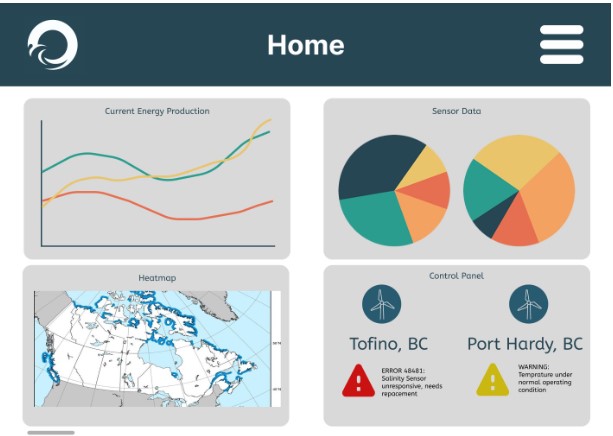 Home
Current Energy Production
Sensor Data
Heatmap
Control Panel
Tofino, BC
Port Hardy, BC
ERROR 48481:
Salinity Sensor
unresponsive, needs
repacement
WARNING:
Temprature under
normal operating
condition